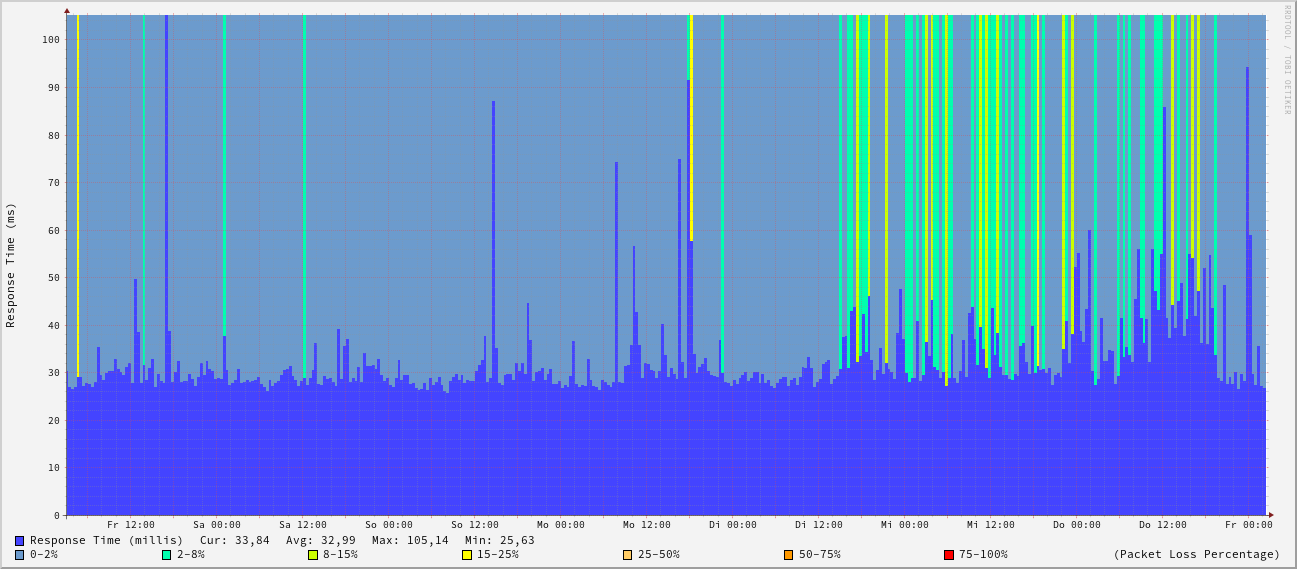 RRDTOOL / TOBI OETIKER
Response Time (ms)
100
90
80
70
60
50
40
30
20
10
0
Fr 12:00 Sa 00:00 Sa 12:00 So 00:00 So 12:00 Mo 00:00 Mo 12:00 Di 00:00 Di 12:00 Mi 00:00 Mi 12:00 Do 00:00 Do 12:00 Fr 00:00
Response Time (millis) Cur: 33,84 Avg: 32,99 Max: 105,14 Min: 25,63
0-2% 2-8% 8-15% 15-25% 25-50% 50-75% 75-100% (Packet Loss Percentage)